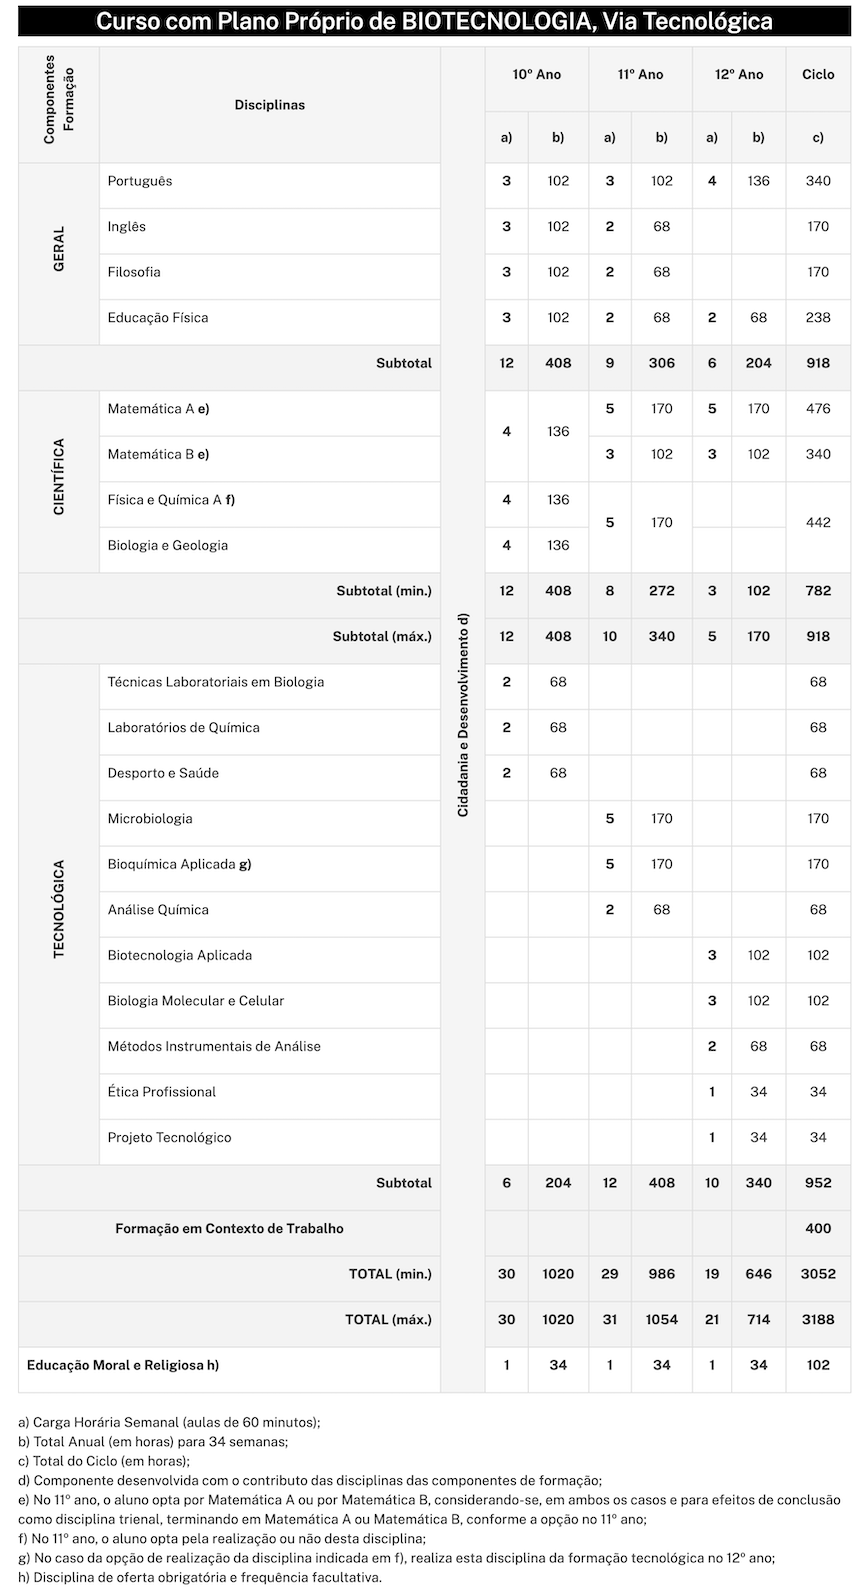 Curso com Plano Próprio de BIOTECNOLOGIA, Via Tecnológica
Componentes Formação Disciplinas 10º Ano 11º Ano 12º Ano Ciclo
a) b) a) b) a) b) c)
Cidadania e Desenvolvimento d)
GERAL
Português 3 102 3 102 4 136 340
Inglês 3 102 2 68 170
Filosofia 3 102 2 68 170
Educação Física 3 102 2 68 2 68 238
Subtotal 12 408 9 306 6 204 918
CIENTÍFICA
Matemática A e) 4 136 5 170 5 170 476
Matemática B e) 3 102 3 102 340
Física e Química A f) 4 136 5 170 442
Biologia e Geologia 4 136
Subtotal (min.) 12 408 8 272 3 102 782
Subtotal (máx.) 12 408 10 340 5 170 918
TECNOLÓGICA
Técnicas Laboratoriais em Biologia 2 68 68
Laboratórios de Química 2 68 68
Desporto e Saúde 2 68 68
Microbiologia 5 170 170
Bioquímica Aplicada g) 5 170 170
Análise Química 2 68 68
Biotecnologia Aplicada 3 102 102
Biologia Molecular e Celular 3 102 102
Métodos Instrumentais de Análise 2 68 68
Ética Profissional 1 34 34
Projeto Tecnológico 1 34 34
Subtotal 6 204 12 408 10 340 952
Formação em Contexto de Trabalho 400
TOTAL (min.) 30 1020 29 986 19 646 3052
TOTAL (máx.) 30 1020 31 1054 21 714 3188
Educação Moral e Religiosa h) 1 34 1 34 1 34 102
a) Carga Horária Semanal (aulas de 60 minutos);
b) Total Anual (em horas) para 34 semanas;
c) Total do Ciclo (em horas);
d) Componente desenvolvida com o contributo das disciplinas das componentes de formação;
e) No 11º ano, o aluno opta por Matemática A ou por Matemática B, considerando-se, em ambos os casos e para efeitos de conclusão
como disciplina trienal, terminando em Matemática A ou Matemática B, conforme a opção no 11º ano;
f) No 11º ano, o aluno opta pela realização ou não desta disciplina;
g) No caso da opção de realização da disciplina indicada em f), realiza esta disciplina da formação tecnológica no 12º ano;
h) Disciplina de oferta obrigatória e frequência facultativa.